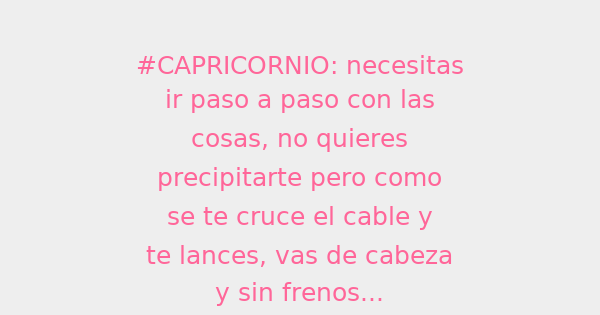 #CAPRICORNIO: necesitas
ir paso a paso con las
cosas, no quieres
precipitarte pero como
se te cruce el cable y
te lances, vas de cabeza
y sin frenos...